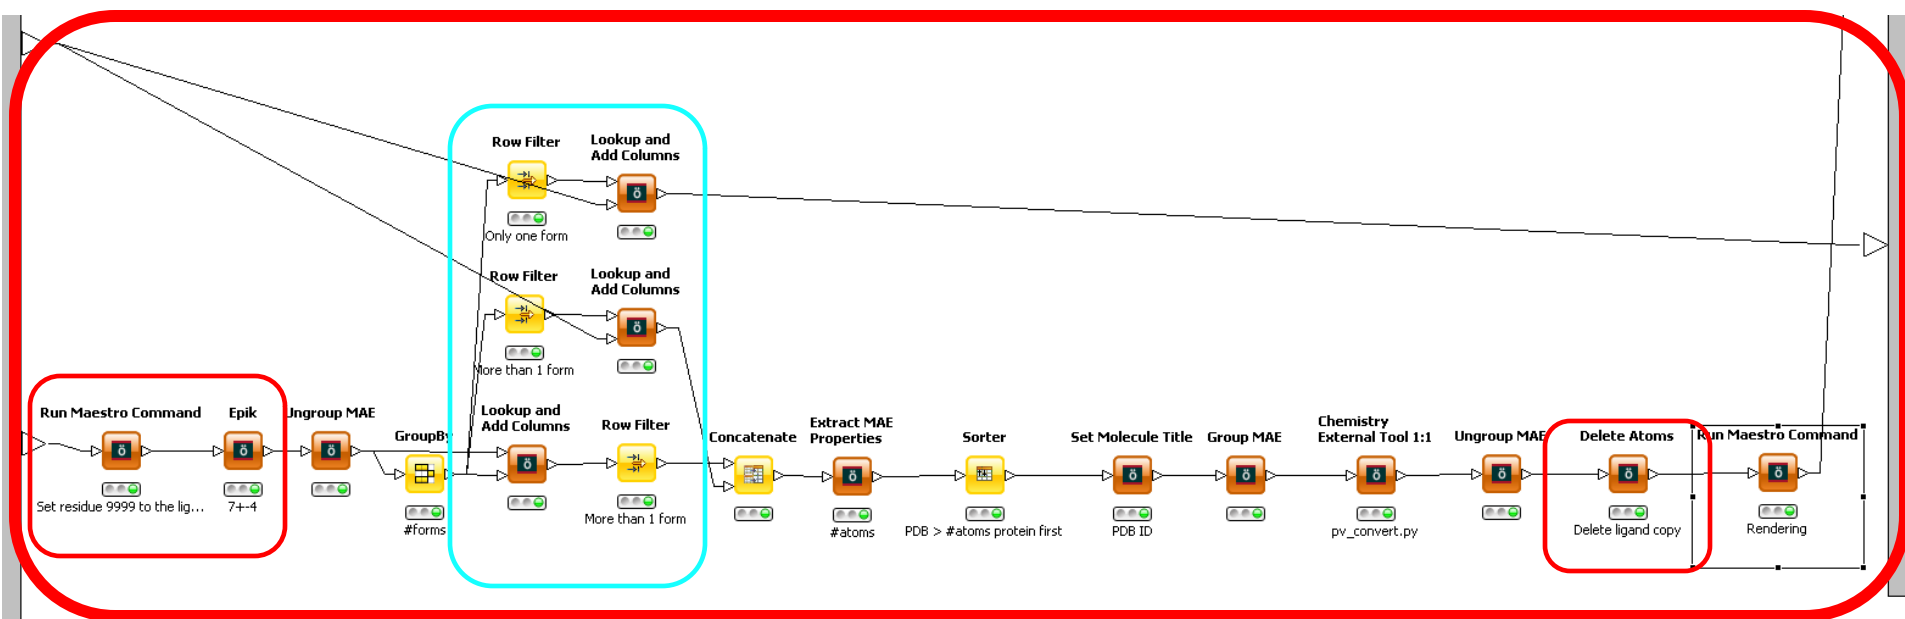 Row Filter
Only one form
Lookup and
Add Columns
ö
Row Filter
More than 1 form
Lookup and
Add Columns
ö
Run Maestro Command
ö
Set residue 9999 to the lig...
Epik
ö
7+-4
Ungroup MAE
ö
GroupBy
#forms
Lookup and
Add Columns
ö
Row Filter
More than 1 form
Concatenate
Extract MAE
Properties
ö
#atoms
Sorter
PDB > #atoms protein first
Set Molecule Title
ö
PDB ID
Group MAE
ö
Chemistry
External Tool 1:1
ö
pv_convert.py
Ungroup MAE
ö
Delete Atoms
ö
Delete ligand copy
Run Maestro Command
ö
Rendering